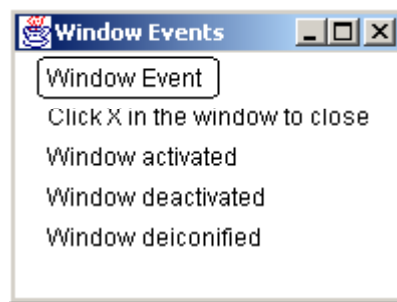 Window Events
Window Event
Click X in the window to close
Window activated
Window deactivated
Window deiconified